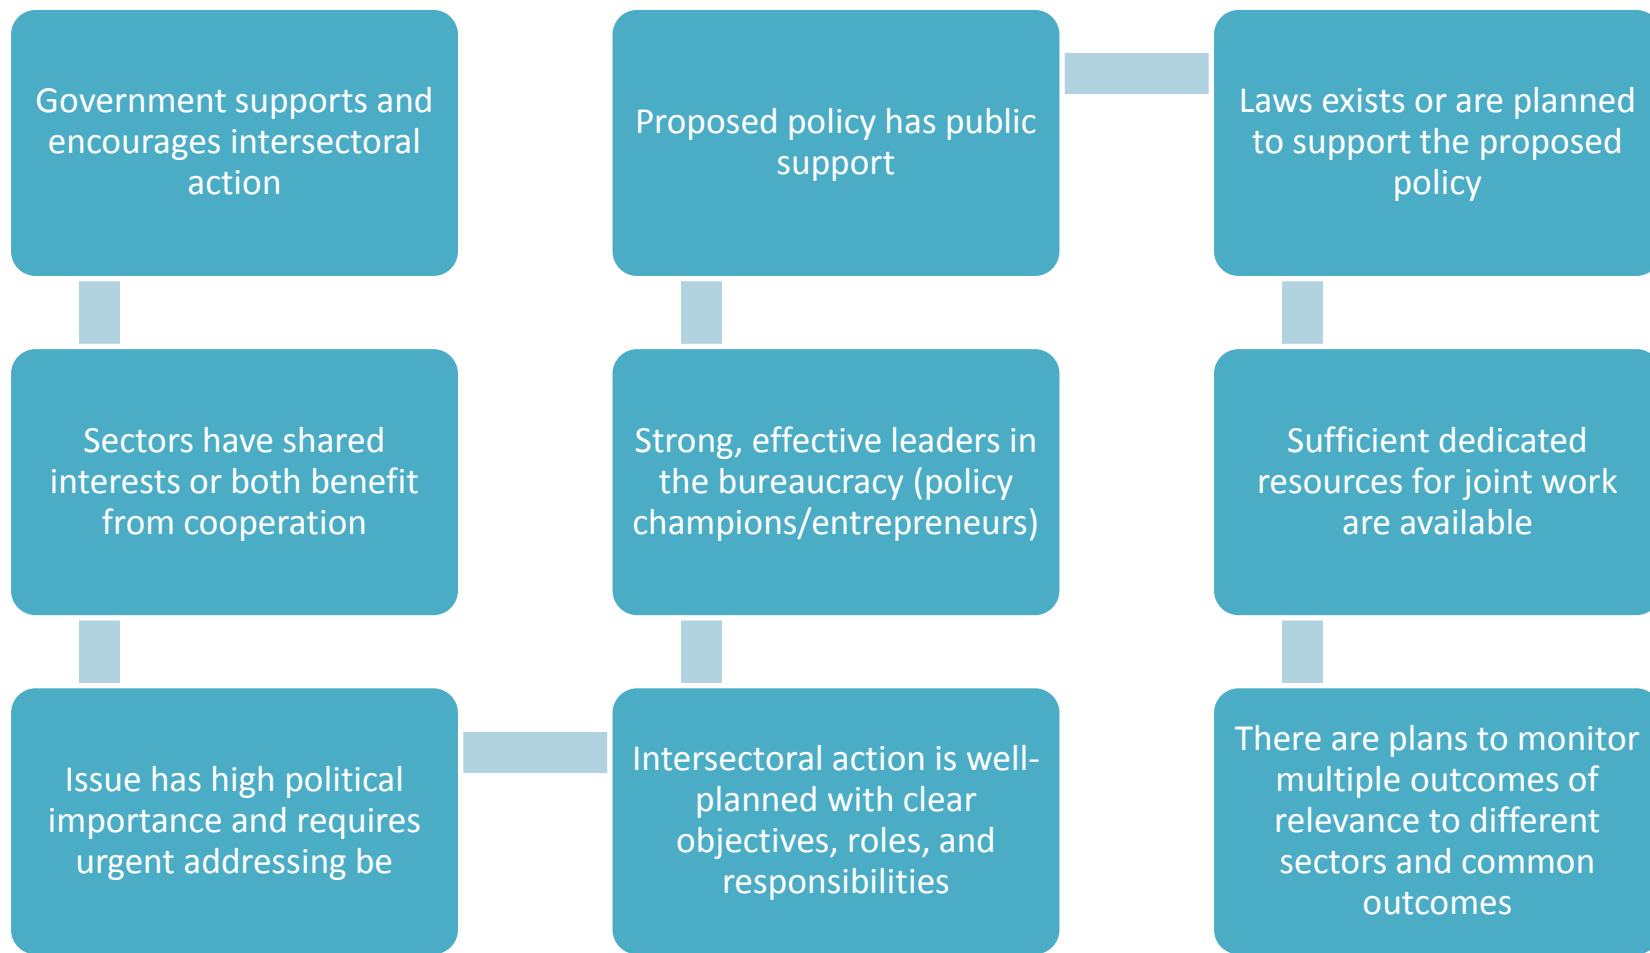 Government supports and
encourages intersectoral
action
Sectors have shared
interests or both benefit
from cooperation
Issue has high political
importance and requires
urgent addressing be
Intersectoral action is well-
planned with clear
objectives, roles, and
responsibilities
Strong, effective leaders in
the bureaucracy (policy
champions/entrepreneurs)
Proposed policy has public
support
Laws exists or are planned
to support the proposed
policy
Sufficient dedicated
resources for joint work
are available
There are plans to monitor
multiple outcomes of
relevance to different
sectors and common
outcomes